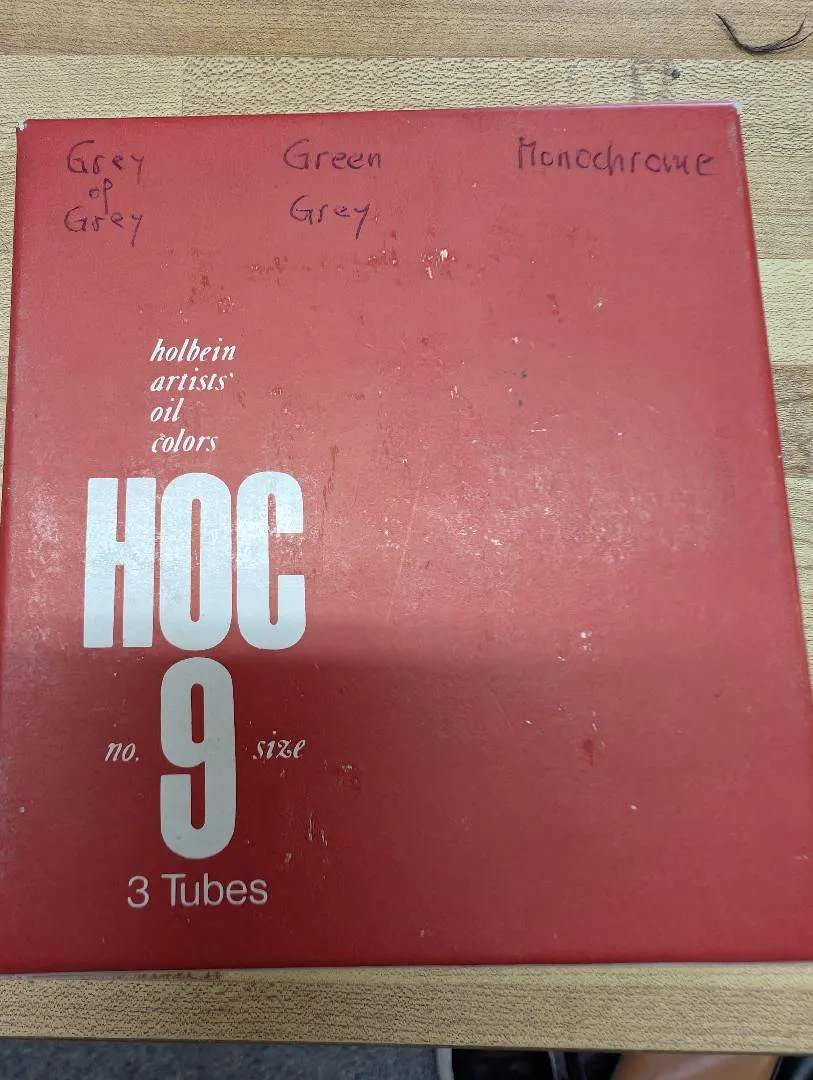 Grey Green Monochrome
of
Grey Grey
holbein
artists'
oil
colors
HOC
no. 9 size
3 Tubes